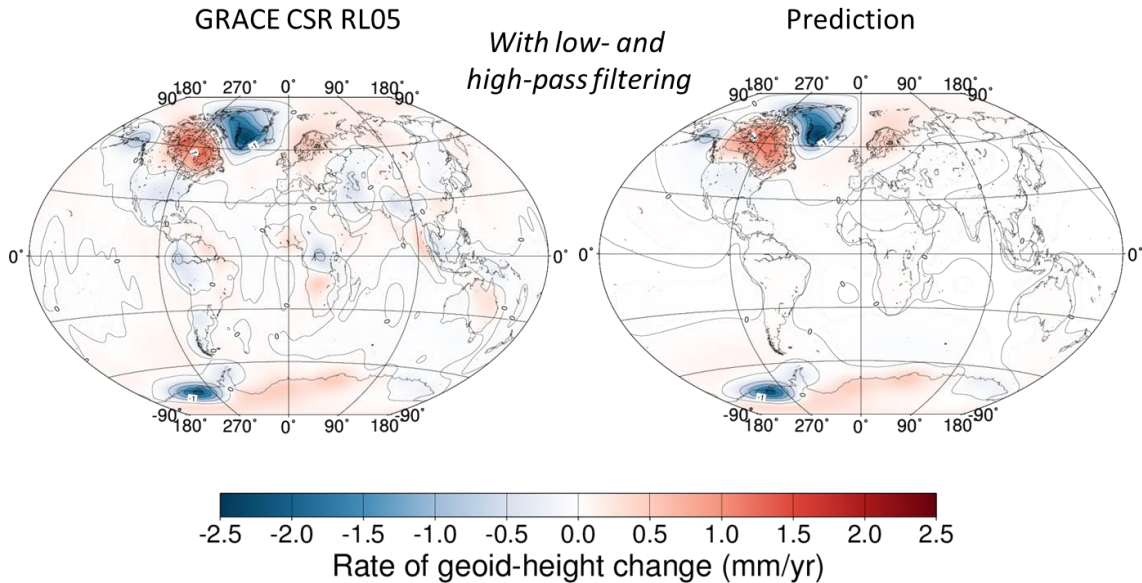 GRACE CSR RL05
With low- and
high-pass filtering
Prediction
180° 270° 0° 90° 180°
90° 90°
0° 0°
-90° -90°
180° 270° 0° 90° 180°
-1
-1
180° 270° 0° 90° 180°
90° 90°
0° 0°
-90° -90°
180° 270° 0° 90° 180°
-1
-1
-2.5 -2.0 -1.5 -1.0 -0.5 0.0 0.5 1.0 1.5 2.0 2.5
Rate of geoid-height change (mm/yr)